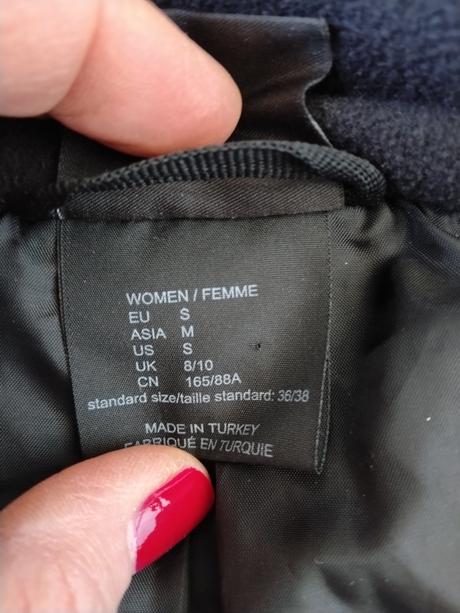 WOMEN / FEMME
EU S
ASIA M
US S
UK 8/10
CN 165/88A
standard size/taille standard: 36/38
MADE IN TURKEY
FABRIQUÉ EN TURQUIE